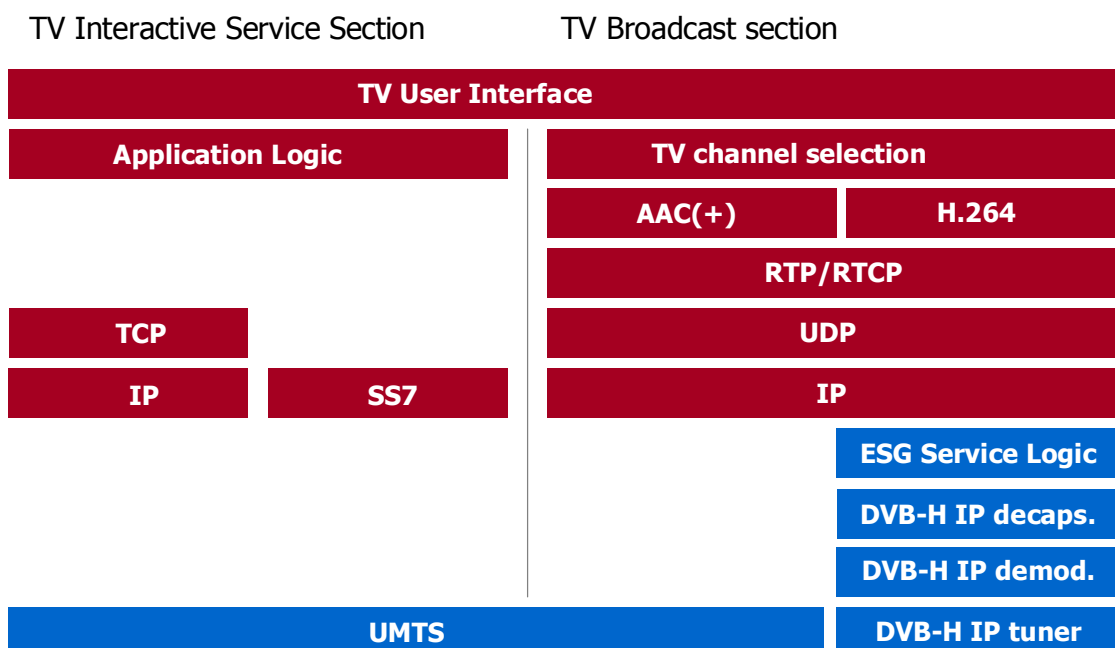 TV Interactive Service Section
TV Broadcast section
TV User Interface
Application Logic
TV channel selection
AAC(+)
H.264
RTP/RTCP
TCP
UDP
IP
SS7
IP
ESG Service Logic
DVB-H IP decaps.
DVB-H IP demod.
UMTS
DVB-H IP tuner